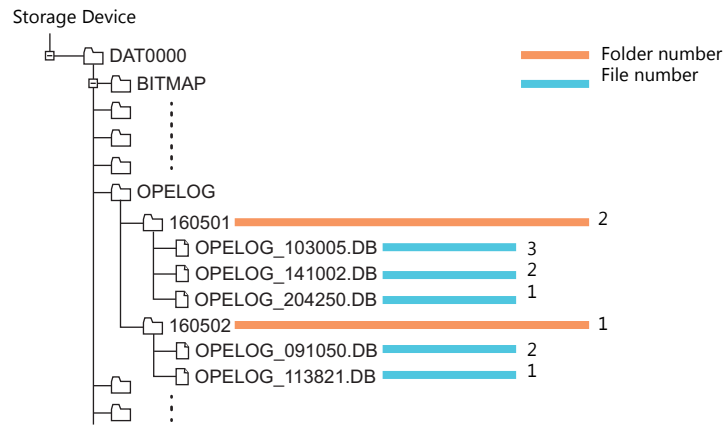 Storage Device
DAT0000
Folder number
BITMAP
File number
OPELOG
160501 2
OPELOG_103005.DB 3
OPELOG_141002.DB 2
OPELOG_204250.DB 1
160502 1
OPELOG_091050.DB 2
OPELOG_113821.DB 1